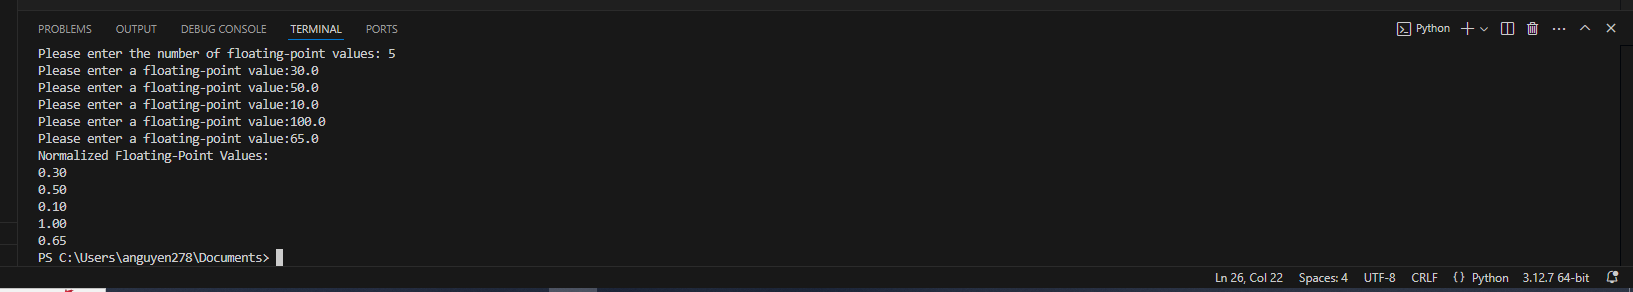 PROBLEMS OUTPUT DEBUG CONSOLE TERMINAL PORTS Python
Please enter the number of floating-point values: 5
Please enter a floating-point value:30.0
Please enter a floating-point value:50.0
Please enter a floating-point value:10.0
Please enter a floating-point value:100.0
Please enter a floating-point value:65.0
Normalized Floating-Point Values:
0.30
0.50
0.10
1.00
0.65
PS C:\Users\anguyen278\Documents>
Ln 26, Col 22 Spaces: 4 UTF-8 CRLF {} Python 3.12.7 64-bit